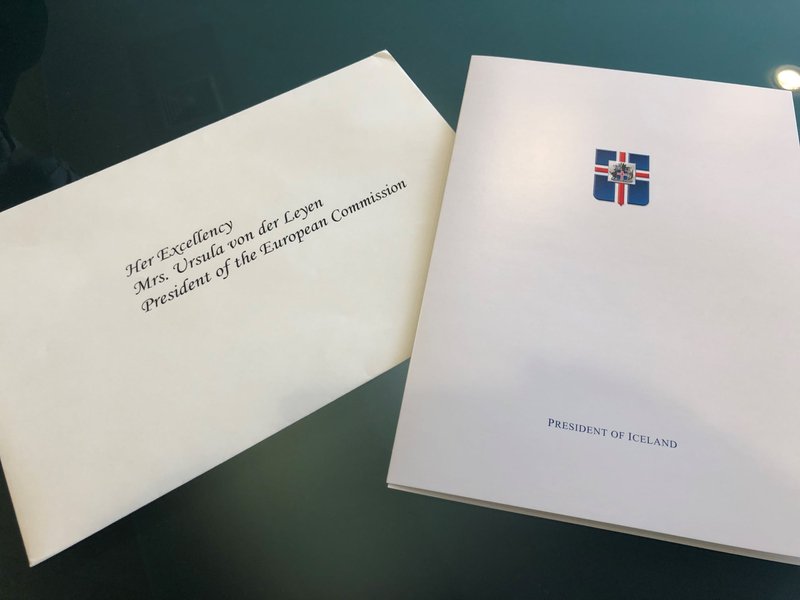 Her Excellency
Mrs. Ursula von der Leyen
President of the European Commission
PRESIDENT OF ICELAND